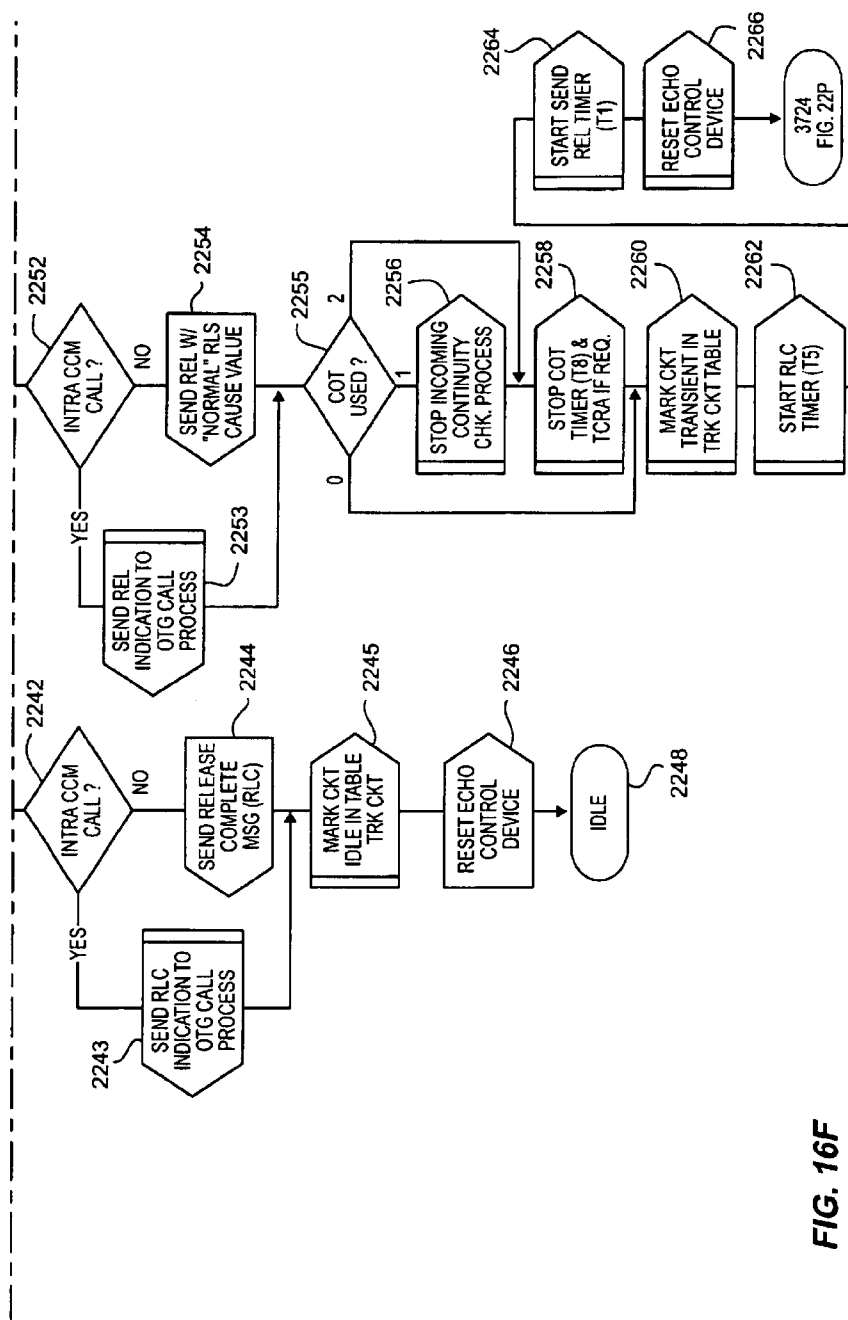 2242
INTRA CCM
CALL ?
YES
NO
2243
SEND RLC
INDICATION TO
OTG CALL
PROCESS
2244
SEND RELEASE
COMPLETE
MSG (RLC)
2245
MARK CKT
IDLE IN TABLE
TRK CKT
2246
RESET ECHO
CONTROL
DEVICE
2248
IDLE
2252
INTRA CCM
CALL ?
YES
NO
2253
SEND REL
INDICATION TO
OTG CALL
PROCESS
2254
SEND REL W/
"NORMAL" RLS
CAUSE VALUE
2255
COT
USED ?
0
1
2
2256
STOP INCOMING
CONTINUITY
CHK. PROCESS
2258
STOP COT
TIMER (T8) &
TCRA IF REQ.
2260
MARK CKT
TRANSIENT IN
TRK CKT TABLE
2262
START RLC
TIMER (T5)
2264
START SEND
REL TIMER
(T1)
2266
RESET ECHO
CONTROL
DEVICE
3724
FIG. 22P
FIG. 16F